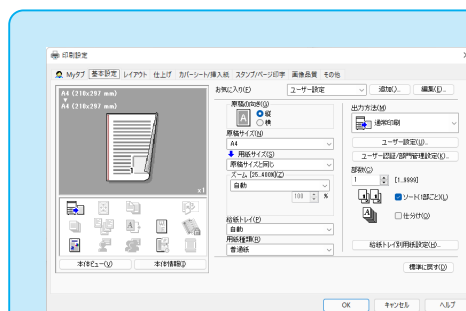 印刷設定
Myタブ 基本設定 レイアウト 仕上げ カバーシート/挿入紙 スタンプ/ページ印字 画像品質 その他
A4 (210x297 mm)
A4 (210x297 mm)
x1
本体ビュー(V) 本体情報(I)
お気に入り(F) ユーザー設定 追加(J)... 編集(E)...
原稿の向き(O)
A
縦
横
原稿サイズ(N)
A4
用紙サイズ(S)
原稿サイズと同じ
ズーム [25..400%](Z)
自動
100 %
給紙トレイ(P)
自動
用紙種類(R)
普通紙
出力方法(M)
通常印刷
ユーザー設定(U)...
ユーザー認証/部門管理設定(K)...
部数(C)
1 [1..9999]
ソート(1部ごと)(L)
仕分け(Q)
給紙トレイ別用紙設定(H)...
標準に戻す(D)
OK キャンセル ヘルプ